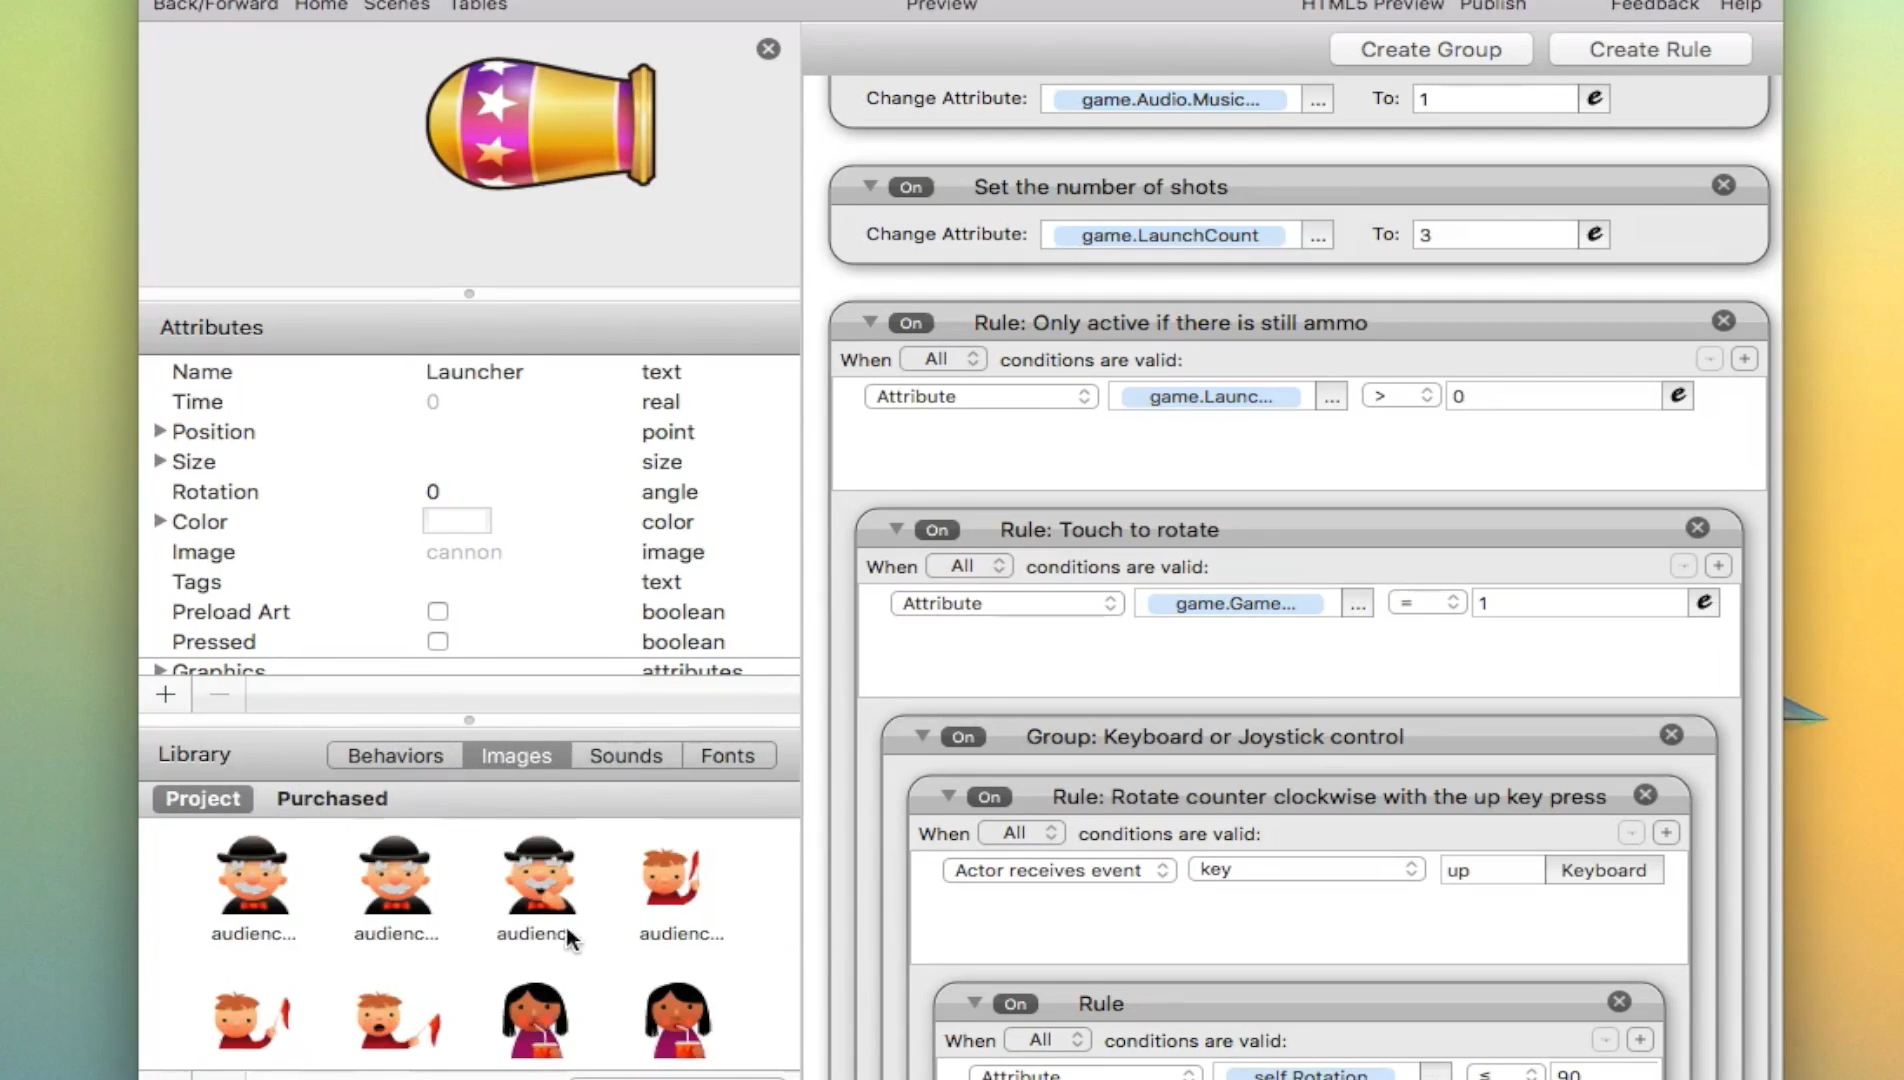 Back/Forward Home Scenes Tables Preview HTML5 Preview Publish Feedback Help
Create Group Create Rule
Change Attribute: game.Audio.Music... ... To: 1 e
On Set the number of shots
Change Attribute: game.LaunchCount ... To: 3 e
On Rule: Only active if there is still ammo
When All conditions are valid:
Attribute game.Launc... ... > 0 e
On Rule: Touch to rotate
When All conditions are valid:
Attribute game.Game... ... = 1 e
On Group: Keyboard or Joystick control
On Rule: Rotate counter clockwise with the up key press
When All conditions are valid:
Actor receives event key up Keyboard
On Rule
When All conditions are valid:
Attribute self.Rotation ≤ 90
Attributes
Name Launcher text
Time 0 real
Position point
Size size
Rotation 0 angle
Color color
Image cannon image
Tags text
Preload Art boolean
Pressed boolean
Graphics attributes
+ −
Library Behaviors Images Sounds Fonts
Project Purchased
audienc... audienc... audienc audienc...